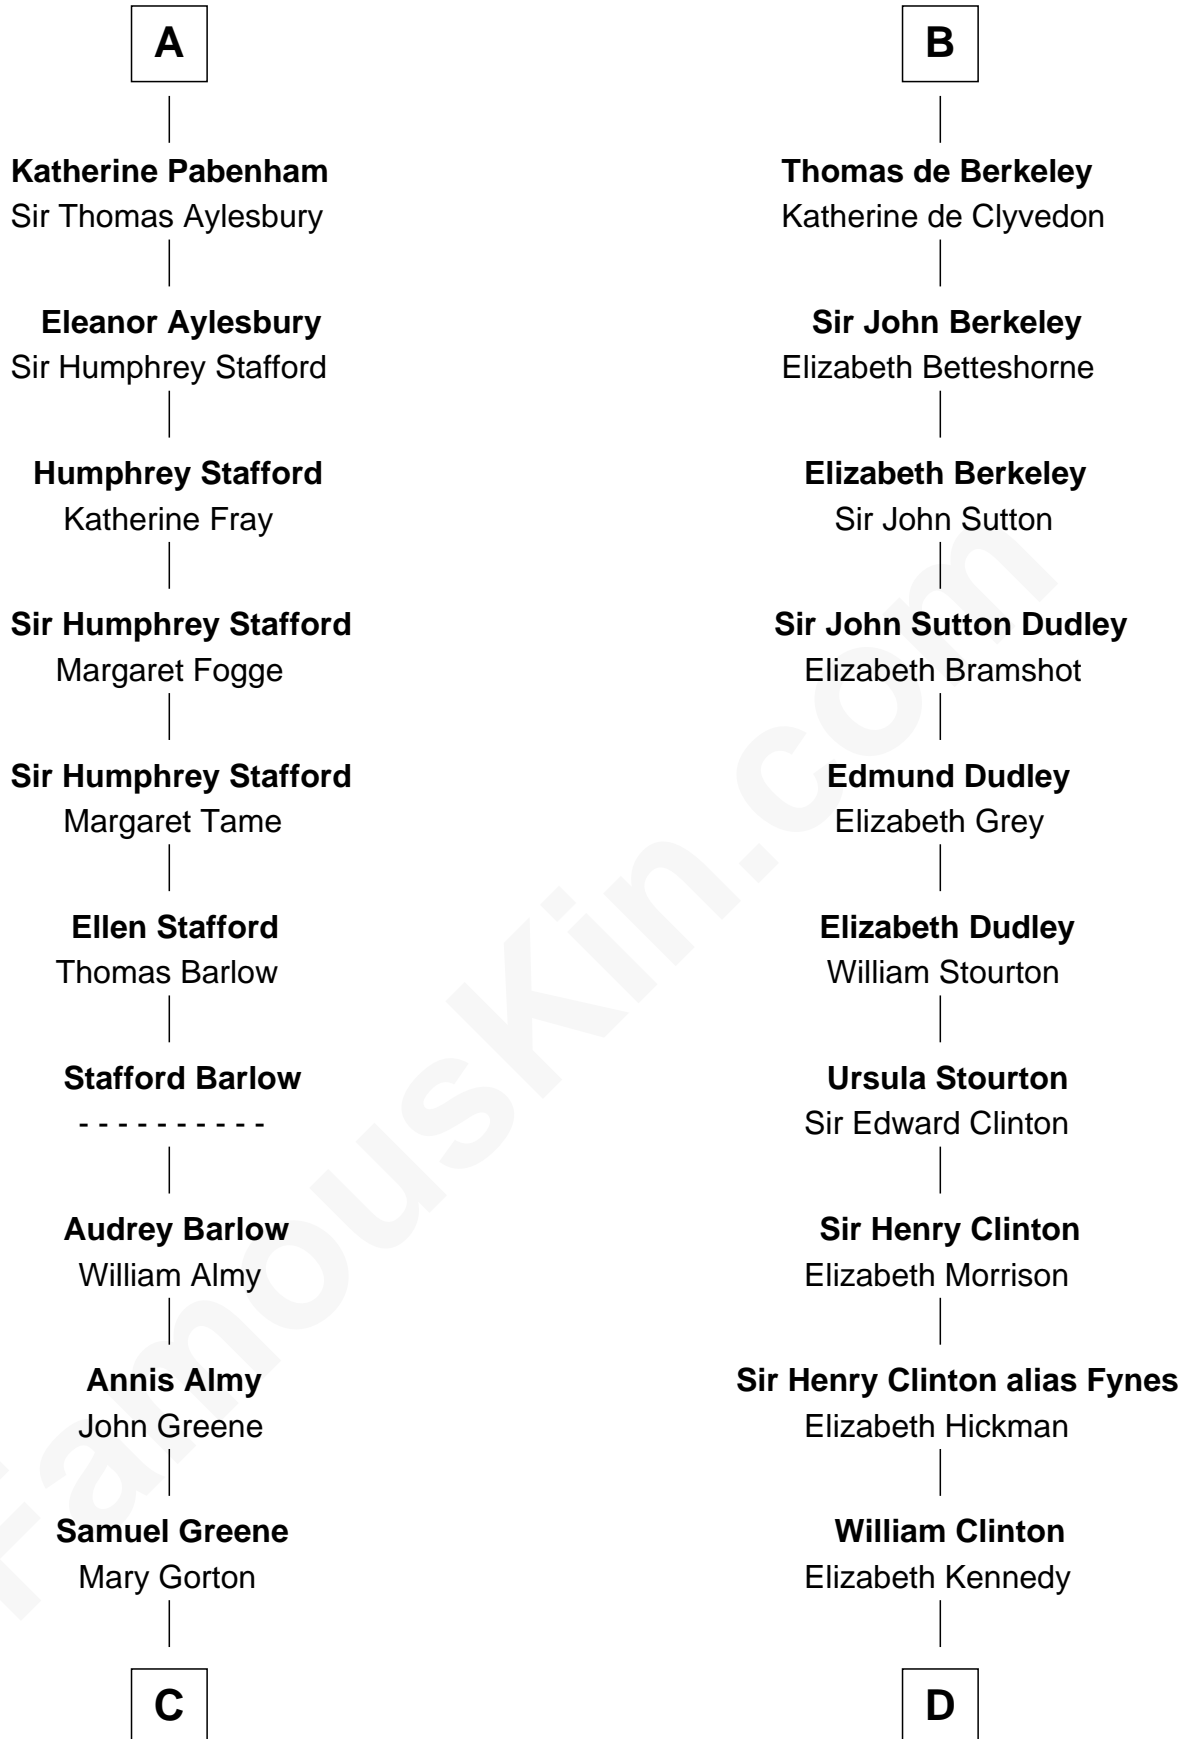 A
Katherine Pabenham
Sir Thomas Aylesbury
Eleanor Aylesbury
Sir Humphrey Stafford
Humphrey Stafford
Katherine Fray
Sir Humphrey Stafford
Margaret Fogge
Sir Humphrey Stafford
Margaret Tame
Ellen Stafford
Thomas Barlow
Stafford Barlow
- - - - - - - - - -
Audrey Barlow
William Almy
Annis Almy
John Greene
Samuel Greene
Mary Gorton
C
B
Thomas de Berkeley
Katherine de Clyvedon
Sir John Berkeley
Elizabeth Betteshorne
Elizabeth Berkeley
Sir John Sutton
Sir John Sutton Dudley
Elizabeth Bramshot
Edmund Dudley
Elizabeth Grey
Elizabeth Dudley
William Stourton
Ursula Stourton
Sir Edward Clinton
Sir Henry Clinton
Elizabeth Morrison
Sir Henry Clinton alias Fynes
Elizabeth Hickman
William Clinton
Elizabeth Kennedy
D
FamousKin.com